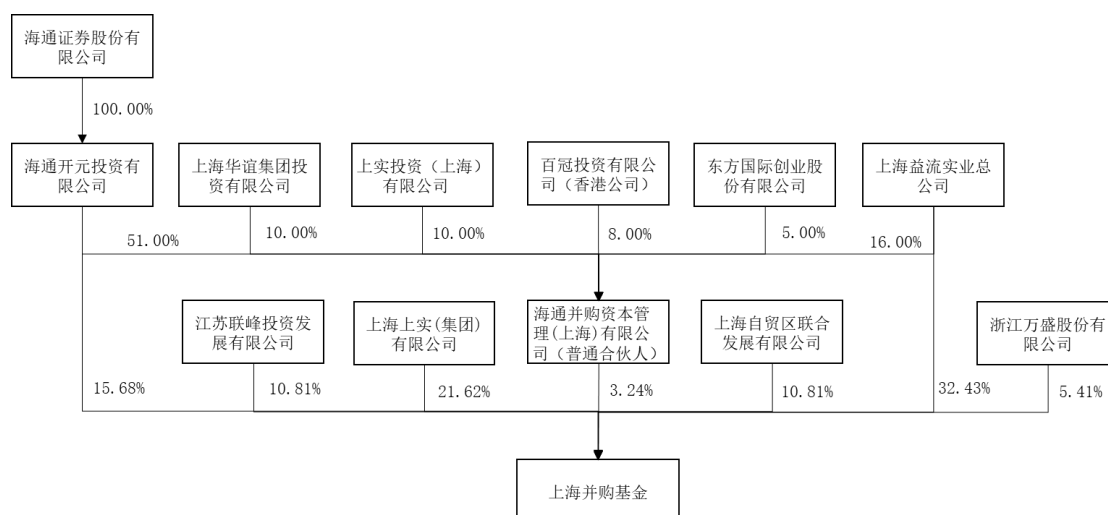 海通证券股份有
限公司
100.00%
海通开元投资有
限公司
上海华谊集团投
资有限公司
上实投资（上海）
有限公司
百冠投资有限公
司（香港公司）
东方国际创业股
份有限公司
上海益流实业总
公司
51.00%
10.00%
10.00%
8.00%
5.00%
16.00%
江苏联峰投资发
展有限公司
上海上实(集团)
有限公司
海通并购资本管
理(上海)有限公
司（普通合伙人）
上海自贸区联合
发展有限公司
浙江万盛股份有
限公司
15.68%
10.81%
21.62%
3.24%
10.81%
32.43%
5.41%
上海并购基金